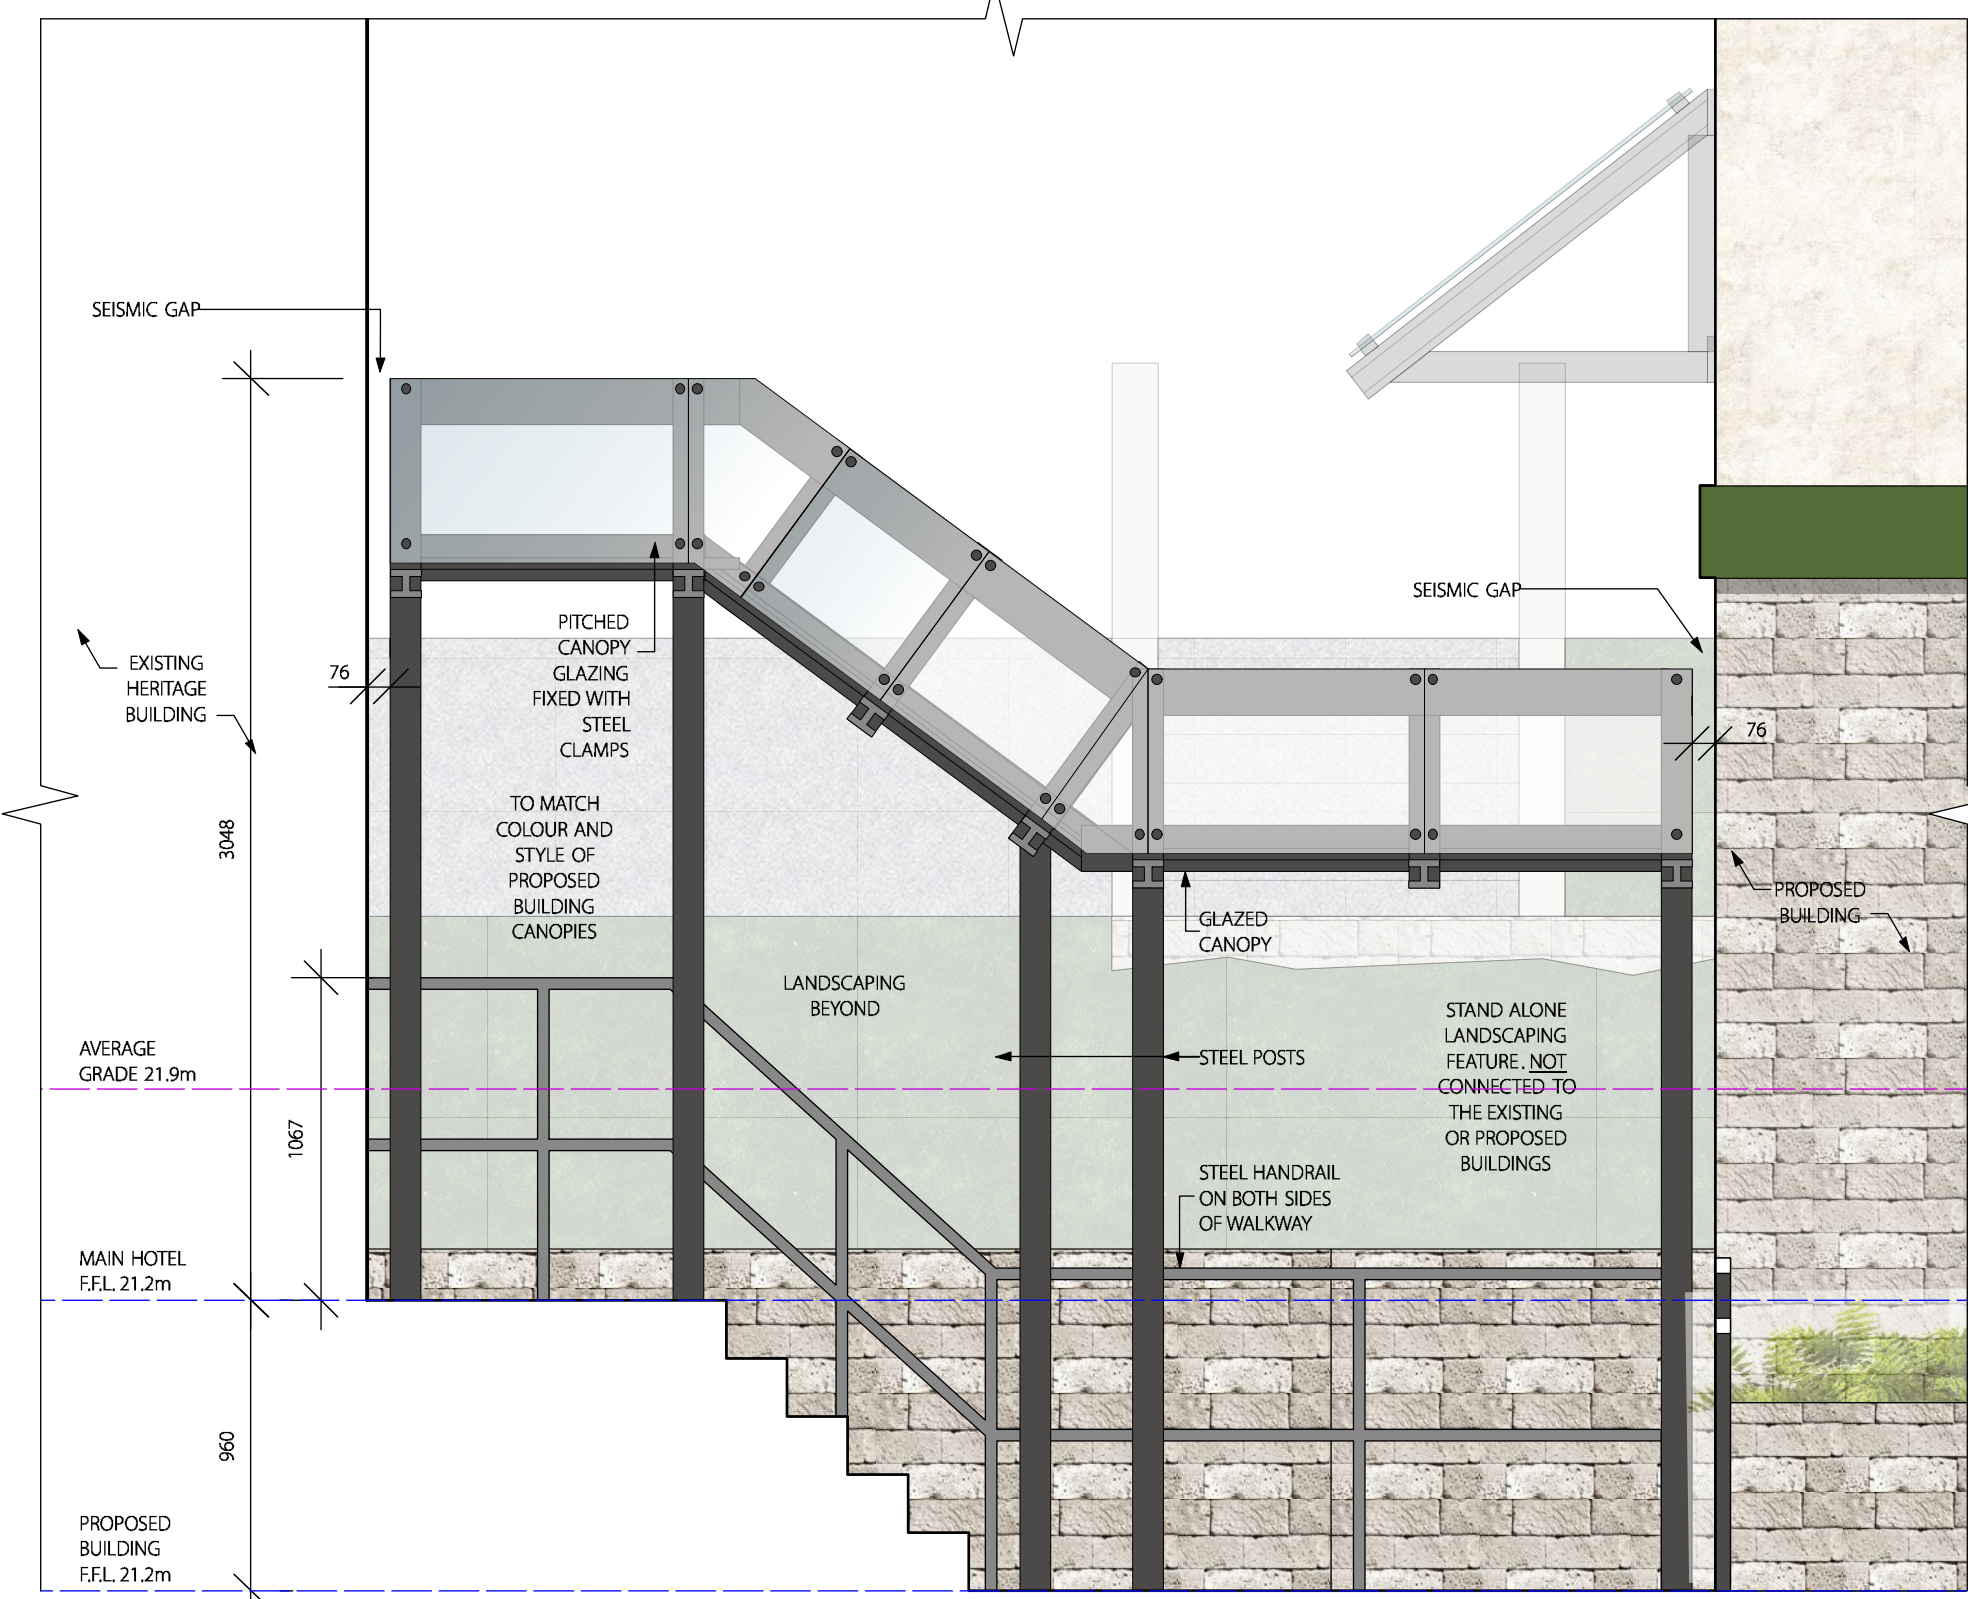 SEISMIC GAP
EXISTING
HERITAGE
BUILDING
76
3048
PITCHED
CANOPY
GLAZING
FIXED WITH
STEEL
CLAMPS
TO MATCH
COLOUR AND
STYLE OF
PROPOSED
BUILDING
CANOPIES
SEISMIC GAP
76
PROPOSED
BUILDING
GLAZED
CANOPY
LANDSCAPING
BEYOND
STEEL POSTS
STAND ALONE
LANDSCAPING
FEATURE. NOT
CONNECTED TO
THE EXISTING
OR PROPOSED
BUILDINGS
AVERAGE
GRADE 21.9m
1067
STEEL HANDRAIL
ON BOTH SIDES
OF WALKWAY
MAIN HOTEL
F.F.L. 21.2m
960
PROPOSED
BUILDING
F.F.L. 21.2m